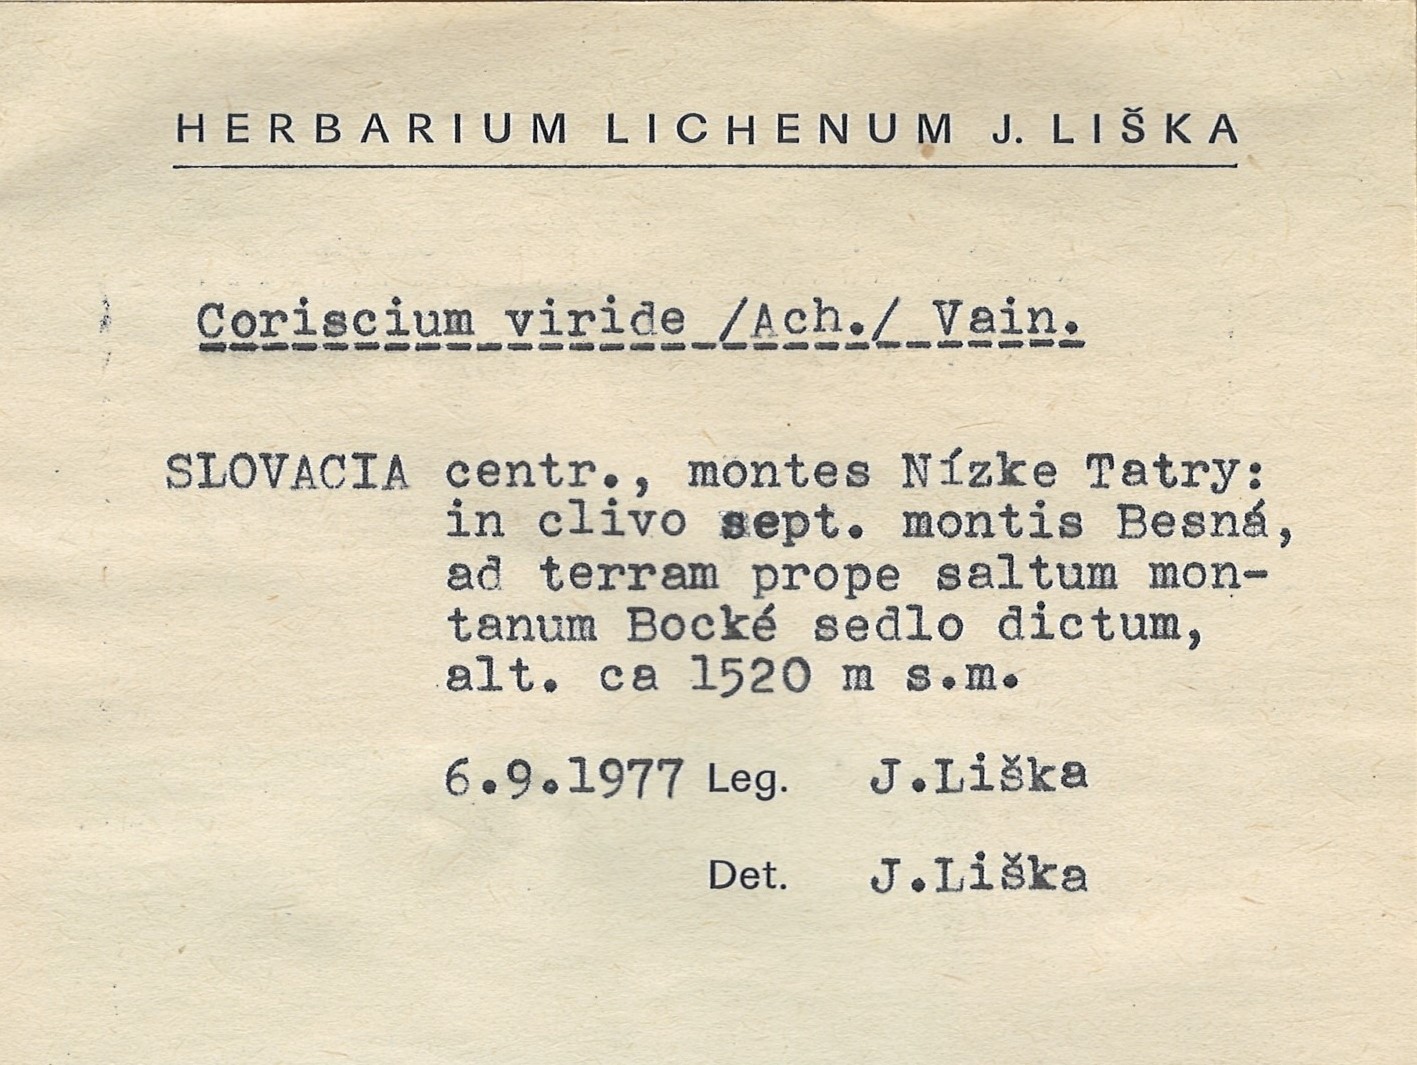 HERBARIUM LICHENUM J. LIŠKA
Coriscium viride /Ach./ Vain.
SLOVACIA centr., montes Nízke Tatry:
in clivo sept. montis Besná,
ad terram prope saltum mon-
tanum Bocké sedlo dictum,
alt. ca 1520 m s.m.
6.9.1977 Leg. J.Liška
Det. J.Liška